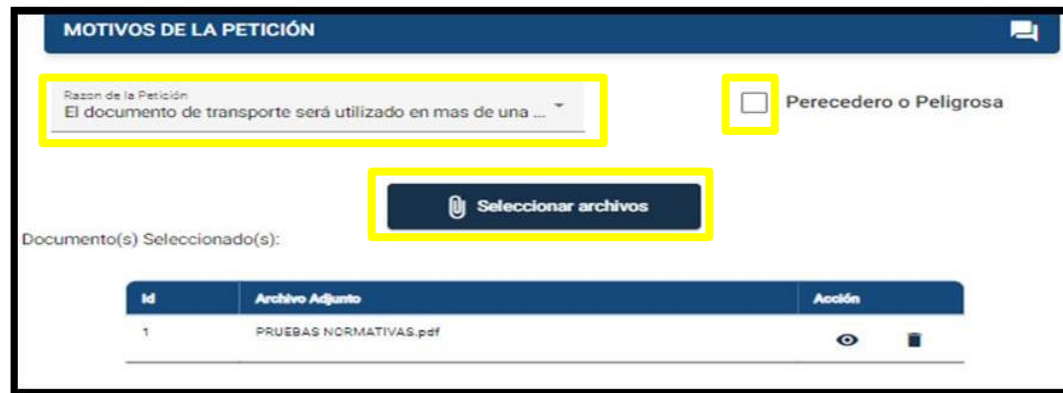 MOTIVOS DE LA PETICIÓN
Razon de la Petición
El documento de transporte será utilizado en mas de una ...
Perecedero o Peligrosa
Seleccionar archivos
Documento(s) Seleccionado(s):
Id Archivo Adjunto Acción
1 PRUEBAS NORMATIVAS.pdf